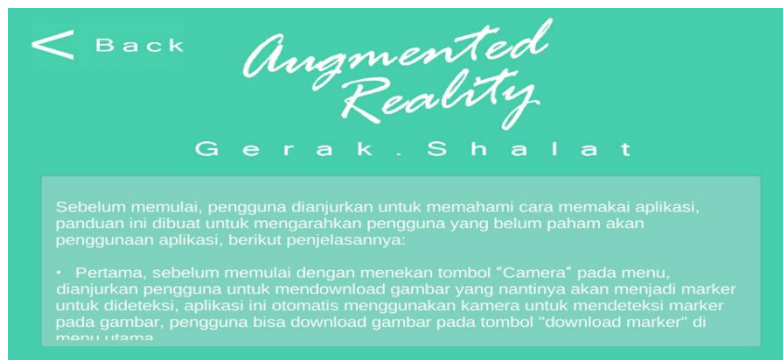 < Back
Augmented
Reality
Gerak.Shalat
Sebelum memulai, pengguna dianjurkan untuk memahami cara memakai aplikasi,
panduan ini dibuat untuk mengarahkan pengguna yang belum paham akan
penggunaan aplikasi, berikut penjelasannya:
• Pertama, sebelum memulai dengan menekan tombol "Camera" pada menu,
dianjurkan pengguna untuk mendownload gambar yang nantinya akan menjadi marker
untuk dideteksi, aplikasi ini otomatis menggunakan kamera untuk mendeteksi marker
pada gambar, pengguna bisa download gambar pada tombol "download marker" di
menu utama